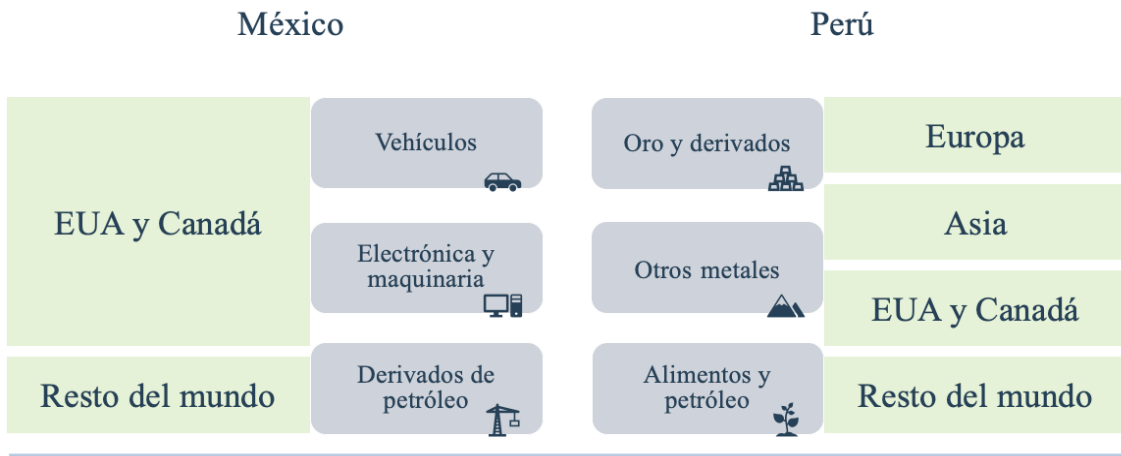 México
Perú
EUA y Canadá
Resto del mundo
Vehículos
Electrónica y
maquinaria
Derivados de
petróleo
Oro y derivados
Otros metales
Alimentos y
petróleo
Europa
Asia
EUA y Canadá
Resto del mundo